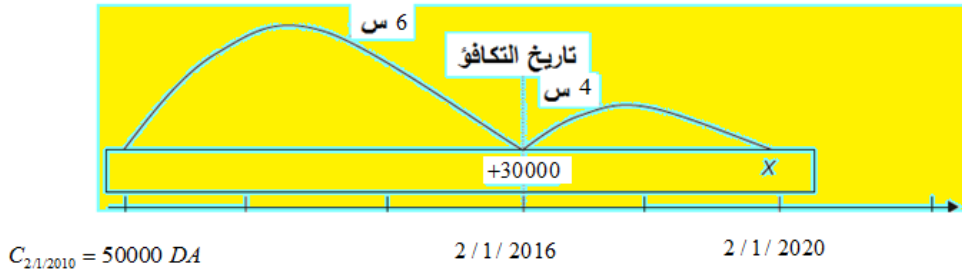 6 س
تاريخ التكافؤ
4 س
+30000
X
C2/1/2010 = 50000 DA
2 / 1 / 2016
2 / 1 / 2020